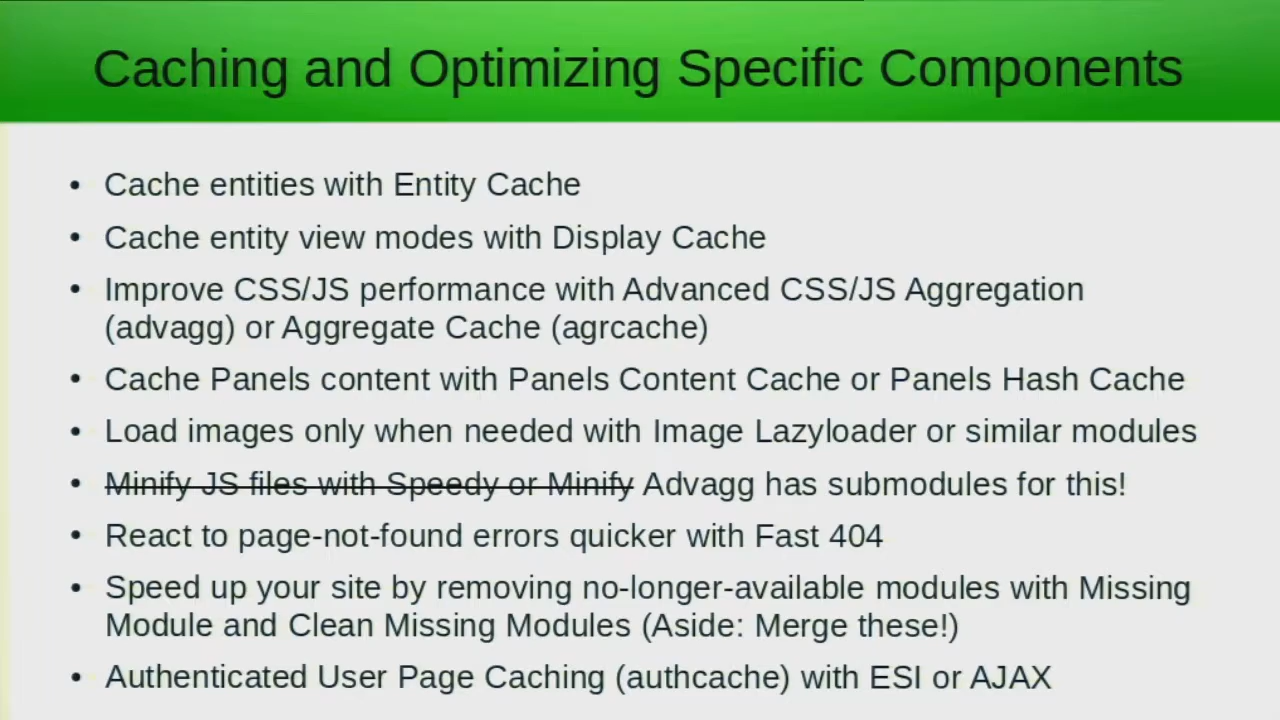 Caching and Optimizing Specific Components
• Cache entities with Entity Cache
• Cache entity view modes with Display Cache
• Improve CSS/JS performance with Advanced CSS/JS Aggregation
(advagg) or Aggregate Cache (agrcache)
• Cache Panels content with Panels Content Cache or Panels Hash Cache
• Load images only when needed with Image Lazyloader or similar modules
• Minify JS files with Speedy or Minify Advagg has submodules for this!
• React to page-not-found errors quicker with Fast 404
• Speed up your site by removing no-longer-available modules with Missing
Module and Clean Missing Modules (Aside: Merge these!)
• Authenticated User Page Caching (authcache) with ESI or AJAX